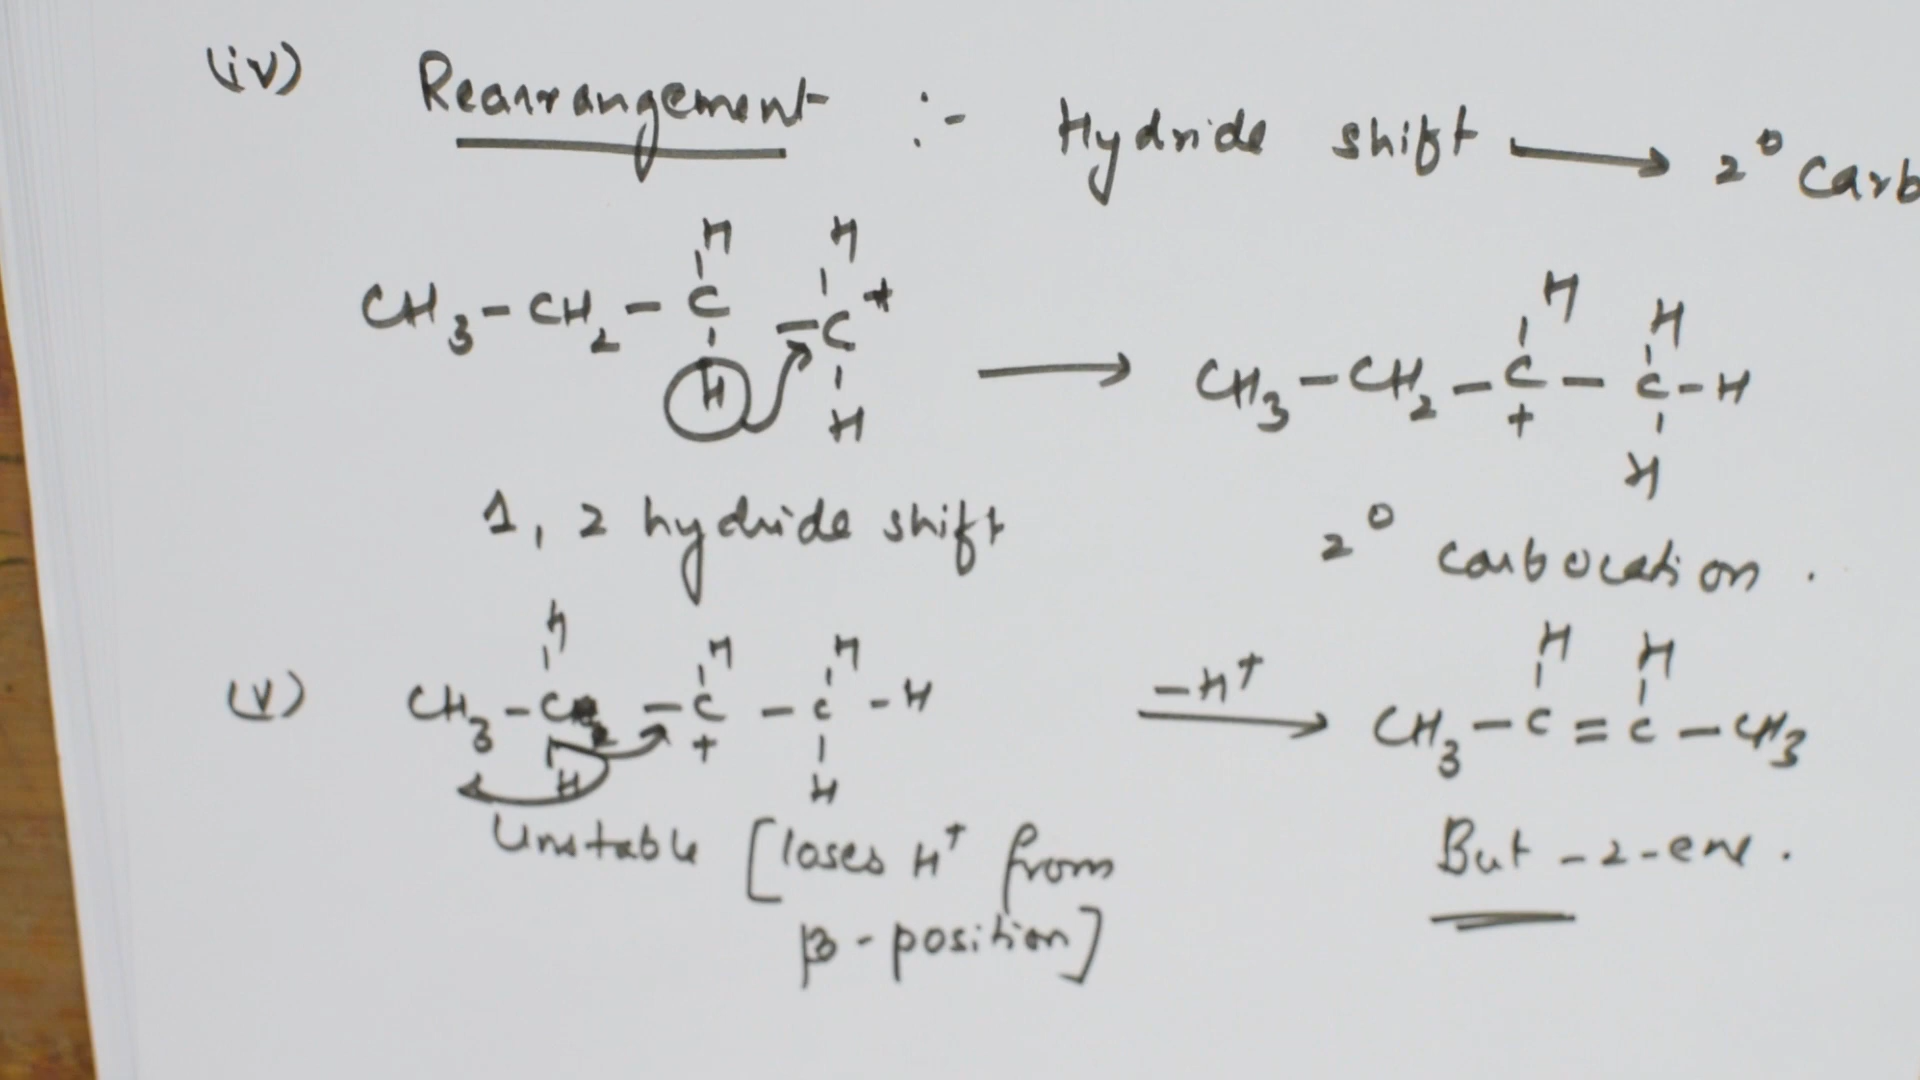 (iv) Rearrangement :- Hydride shift → 2° Carb
H H
CH3-CH2-C-C+ → CH3-CH2-C-C-H
H H + H
1, 2 hydride shift
2° carbocation.
H H H H H
(v) CH3-C-C-C-H -H+ → CH3-C=C-CH3
H + H
Unstable [loses H+ from
β-position]
But-2-ene.